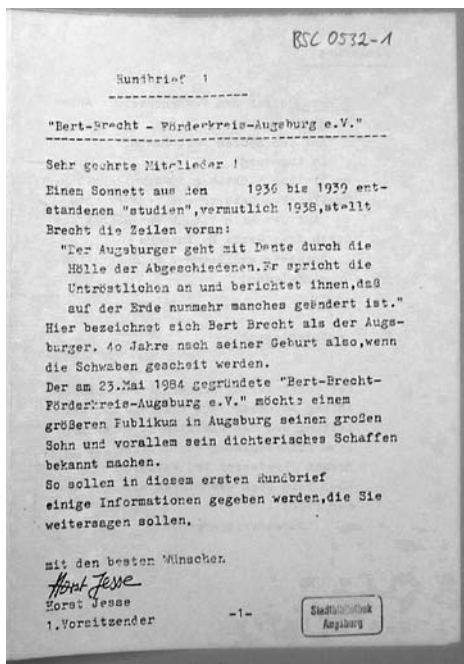 BSC 0532-1
Rundbrief 1
"Bert-Brecht - Förderkreis-Augsburg e.V."
Sehr geehrte Mitglieder !
Einem Sonnett aus den 1936 bis 1939 ent-
standenen "studien",vermutlich 1938,stellt
Brecht die Zeilen voran:
"Der Augsburger geht mit Dante durch die
Hölle der Abgeschiedenen.Er spricht die
Untröstlichen an und berichtet ihnen,daß
auf der Erde nunmehr manches geändert ist."
Hier bezeichnet sich Bert Brecht als der Augs-
burger. 4o Jahre nach seiner Geburt also,wenn
die Schwaben gescheit werden.
Der am 23.Mai 1984 gegründete "Bert-Brecht-
Förderkreis-Augsburg e.V." möchte einem
größeren Publikum in Augsburg seinen großen
Sohn und vorallem sein dichterisches Schaffen
bekannt machen.
So sollen in diesem ersten Rundbrief
einige Informationen gegeben werden,die Sie
weitersagen sollen.
mit den besten Wünschen
Horst Jesse
Horst Jesse
1.Vorsitzender
-1-
Stadtbibliothek
Augsburg